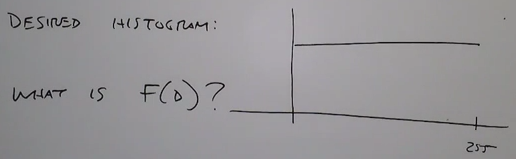 DESIRED HISTOGRAM:
WHAT IS F(D)?
255